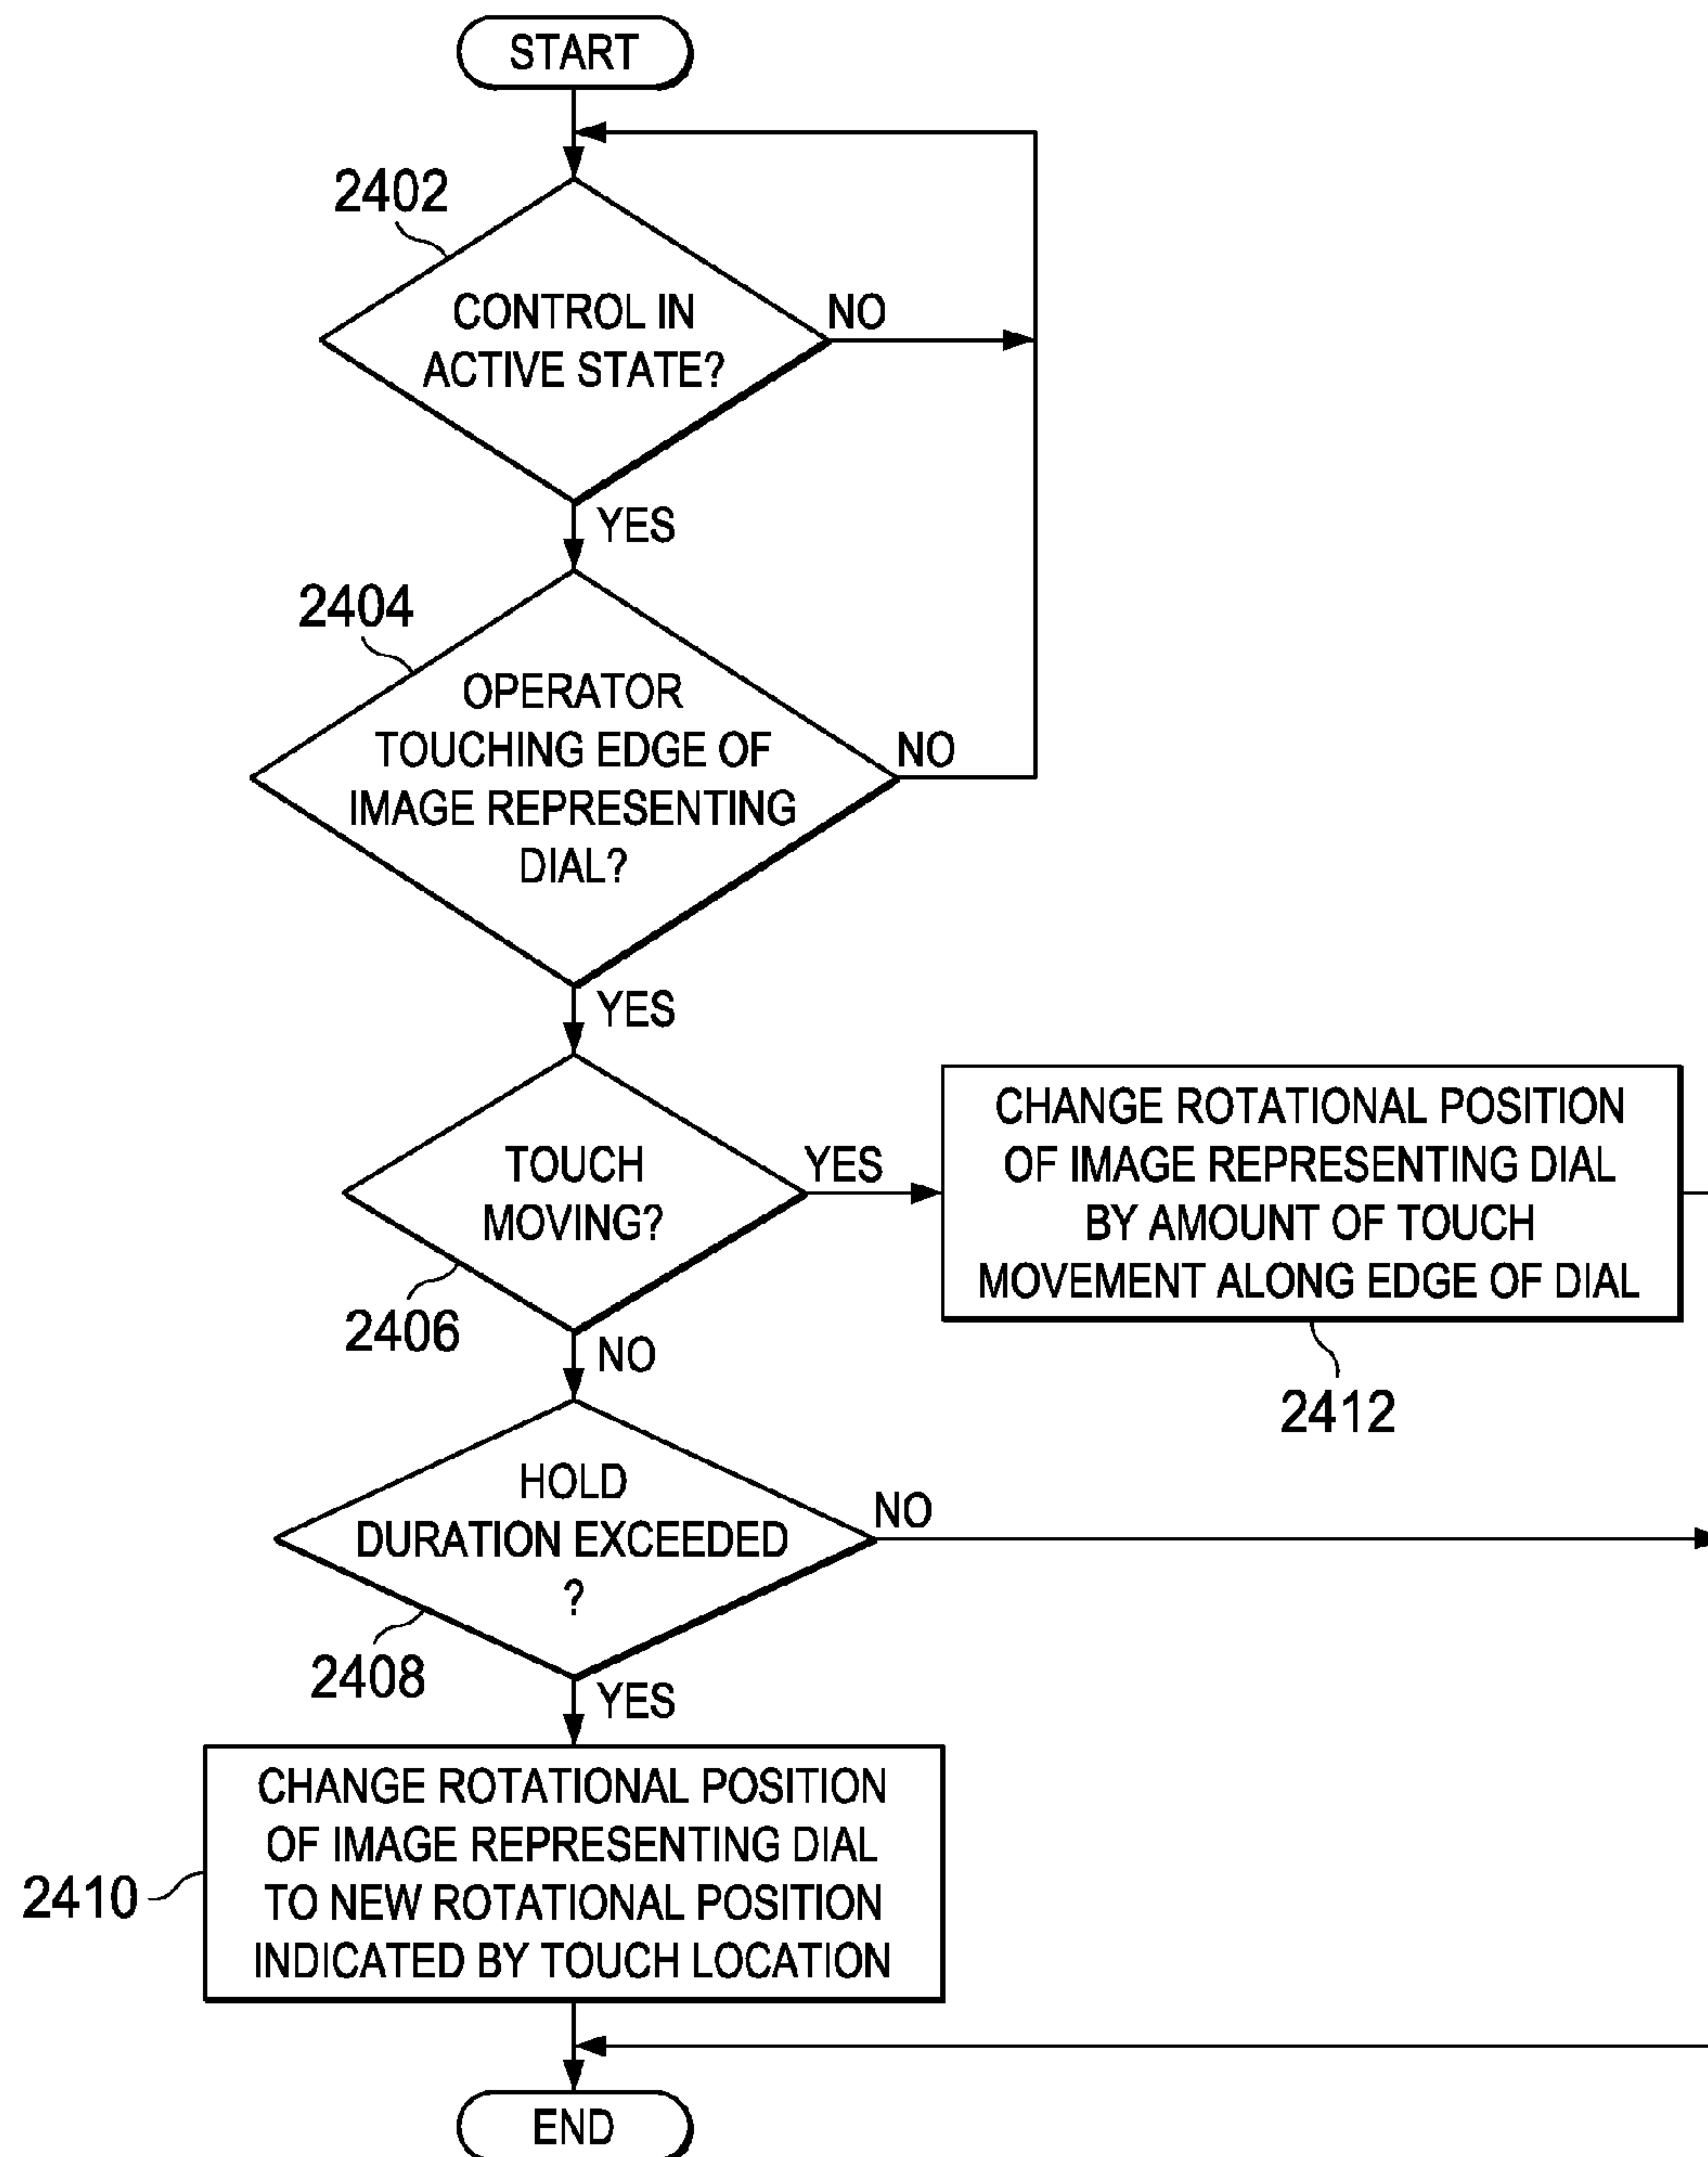 START
2402
CONTROL IN
ACTIVE STATE?
NO
YES
2404
OPERATOR
TOUCHING EDGE OF
IMAGE REPRESENTING
DIAL?
NO
YES
TOUCH
MOVING?
YES
2406
NO
CHANGE ROTATIONAL POSITION
OF IMAGE REPRESENTING DIAL
BY AMOUNT OF TOUCH
MOVEMENT ALONG EDGE OF DIAL
2412
HOLD
DURATION EXCEEDED
?
NO
2408
YES
CHANGE ROTATIONAL POSITION
OF IMAGE REPRESENTING DIAL
TO NEW ROTATIONAL POSITION
INDICATED BY TOUCH LOCATION
2410
END